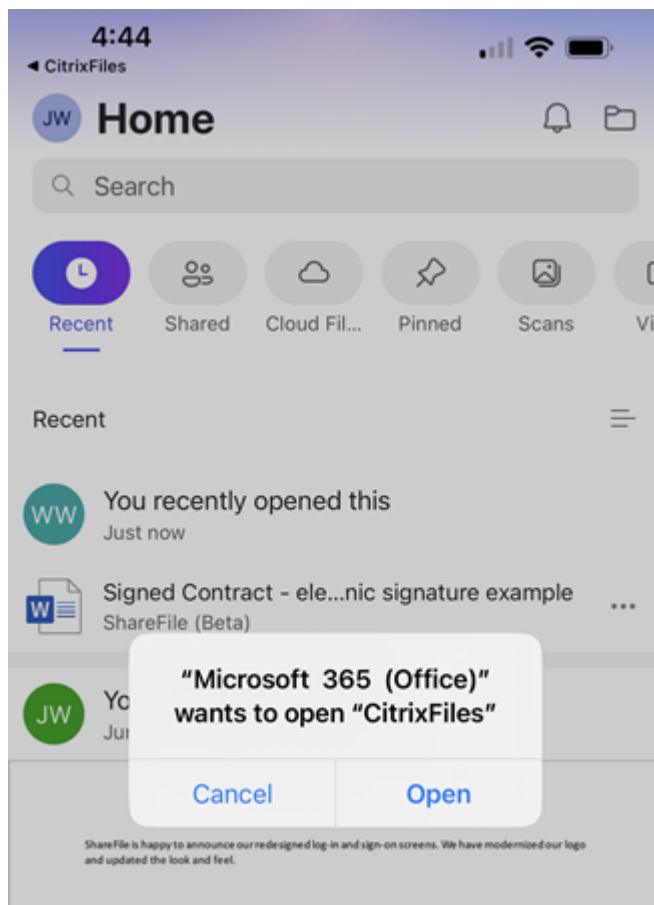 4:44
◄ CitrixFiles
JW
Home
Search
Recent
Shared
Cloud Fil...
Pinned
Scans
Vi
Recent
WW
You recently opened this
Just now
W
Signed Contract - ele...nic signature example
ShareFile (Beta)
JW
Yo
Jun
“Microsoft 365 (Office)”
wants to open “CitrixFiles”
Cancel
Open
ShareFile is happy to announce our redesigned log-in and sign-on screens. We have modernized our logo
and updated the look and feel.